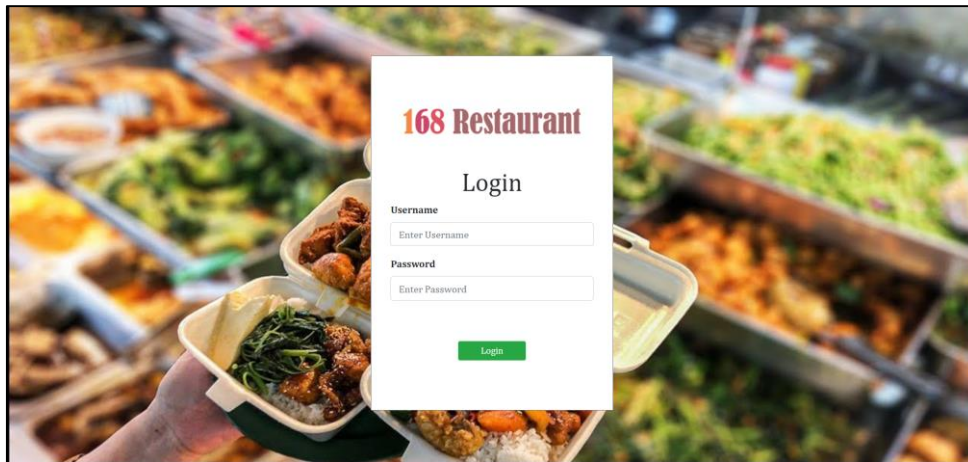 168 Restaurant
Login
Username
Enter Username
Password
Enter Password
Login